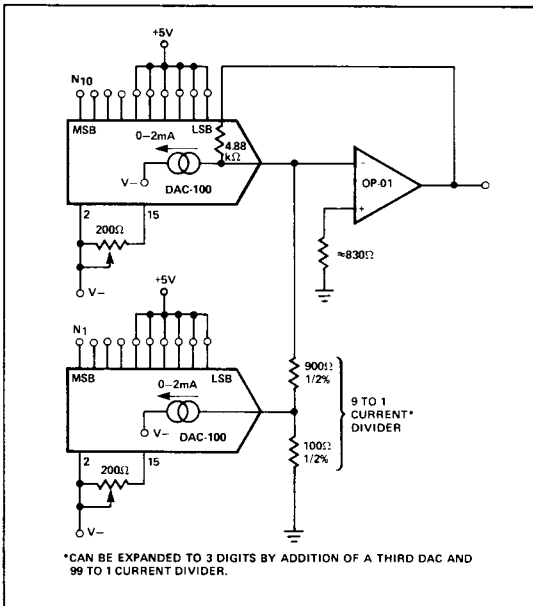 +5V
N10
MSB
LSB
0–2mA
4.88
kΩ
V–
DAC-100
2
15
200Ω
V–
–
OP-01
+
≈830Ω
+5V
N1
MSB
LSB
0–2mA
V–
DAC-100
2
15
200Ω
V–
900Ω
1/2%
100Ω
1/2%
9 TO 1
CURRENT*
DIVIDER
*CAN BE EXPANDED TO 3 DIGITS BY ADDITION OF A THIRD DAC AND
99 TO 1 CURRENT DIVIDER.